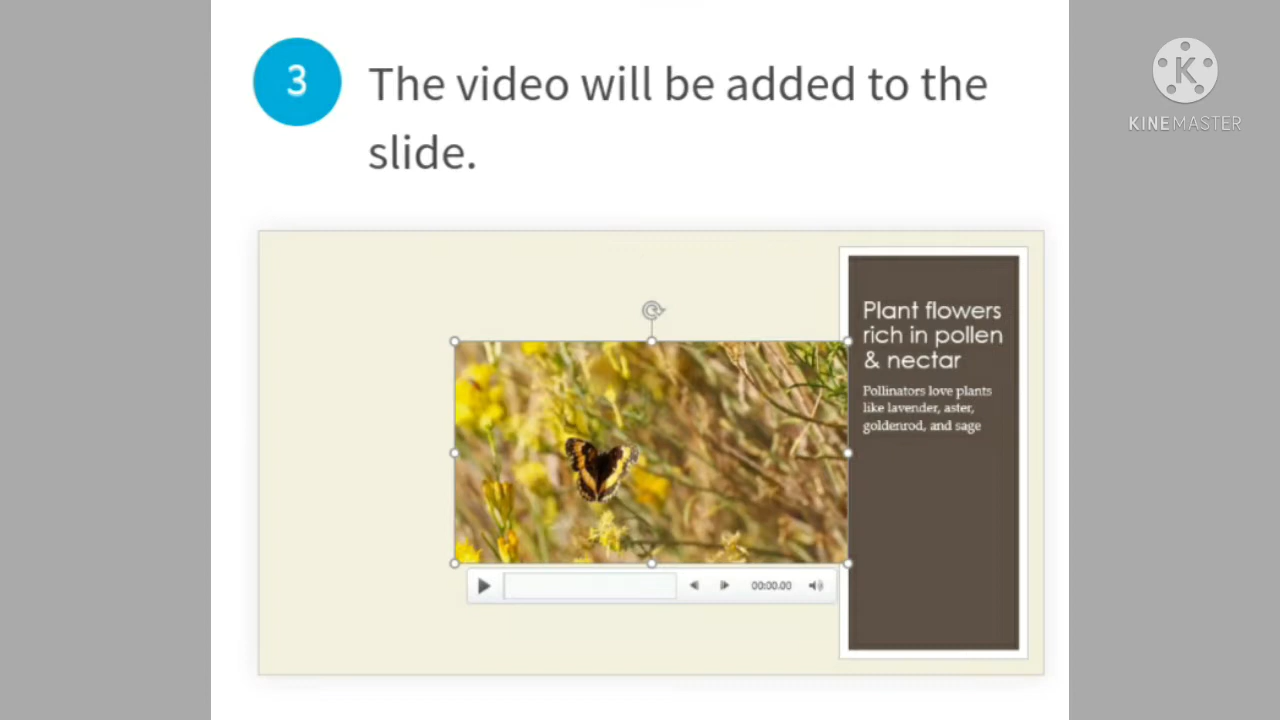 3
The video will be added to the
slide.
KINEMASTER
Plant flowers
rich in pollen
& nectar
Pollinators love plants
like lavender, aster,
goldenrod, and sage
00:00.00